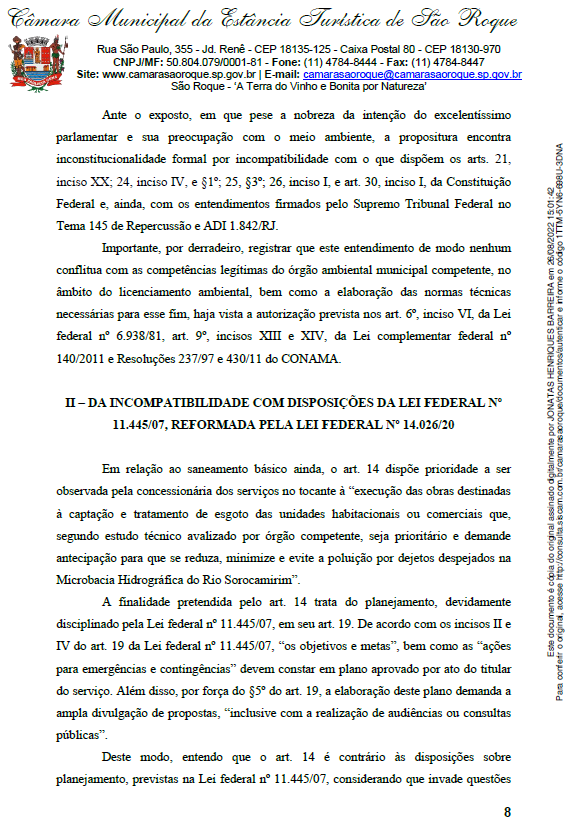 Câmara Municipal da Estância Turística de São Roque
Rua São Paulo, 355 - Jd. Renê - CEP 18135-125 - Caixa Postal 80 - CEP 18130-970
CNPJ/MF: 50.804.079/0001-81 - Fone: (11) 4784-8444 - Fax: (11) 4784-8447
Site: www.camarasaoroque.sp.gov.br | E-mail: camarasaoroque@camarasaoroque.sp.gov.br
São Roque - 'A Terra do Vinho e Bonita por Natureza'
Ante o exposto, em que pese a nobreza da intenção do excelentíssimo
parlamentar e sua preocupação com o meio ambiente, a propositura encontra
inconstitucionalidade formal por incompatibilidade com o que dispõem os arts. 21,
inciso XX; 24, inciso IV, e §1º; 25, §3º; 26, inciso I, e art. 30, inciso I, da Constituição
Federal e, ainda, com os entendimentos firmados pelo Supremo Tribunal Federal no
Tema 145 de Repercussão e ADI 1.842/RJ.
Importante, por derradeiro, registrar que este entendimento de modo nenhum
conflitua com as competências legítimas do órgão ambiental municipal competente, no
âmbito do licenciamento ambiental, bem como a elaboração das normas técnicas
necessárias para esse fim, haja vista a autorização prevista nos art. 6º, inciso VI, da Lei
federal nº 6.938/81, art. 9º, incisos XIII e XIV, da Lei complementar federal nº
140/2011 e Resoluções 237/97 e 430/11 do CONAMA.
II – DA INCOMPATIBILIDADE COM DISPOSIÇÕES DA LEI FEDERAL Nº
11.445/07, REFORMADA PELA LEI FEDERAL Nº 14.026/20
Em relação ao saneamento básico ainda, o art. 14 dispõe prioridade a ser
observada pela concessionária dos serviços no tocante à “execução das obras destinadas
à captação e tratamento de esgoto das unidades habitacionais ou comerciais que,
segundo estudo técnico avalizado por órgão competente, seja prioritário e demande
antecipação para que se reduza, minimize e evite a poluição por dejetos despejados na
Microbacia Hidrográfica do Rio Sorocamirim”.
A finalidade pretendida pelo art. 14 trata do planejamento, devidamente
disciplinado pela Lei federal nº 11.445/07, em seu art. 19. De acordo com os incisos II e
IV do art. 19 da Lei federal nº 11.445/07, “os objetivos e metas”, bem como as “ações
para emergências e contingências” devem constar em plano aprovado por ato do titular
do serviço. Além disso, por força do §5º do art. 19, a elaboração deste plano demanda a
ampla divulgação de propostas, “inclusive com a realização de audiências ou consultas
públicas”.
Deste modo, entendo que o art. 14 é contrário às disposições sobre
planejamento, previstas na Lei federal nº 11.445/07, considerando que invade questões
8
Este documento é cópia do original assinado digitalmente por JONATAS HENRIQUES BARREIRA em 26/08/2022 15:01:42.
Para conferir o original, acesse http://consulta.siscam.com.br/camarasaoroque/documentos/autenticar e informe o código 1TTM-5YN6-698U-3DNA